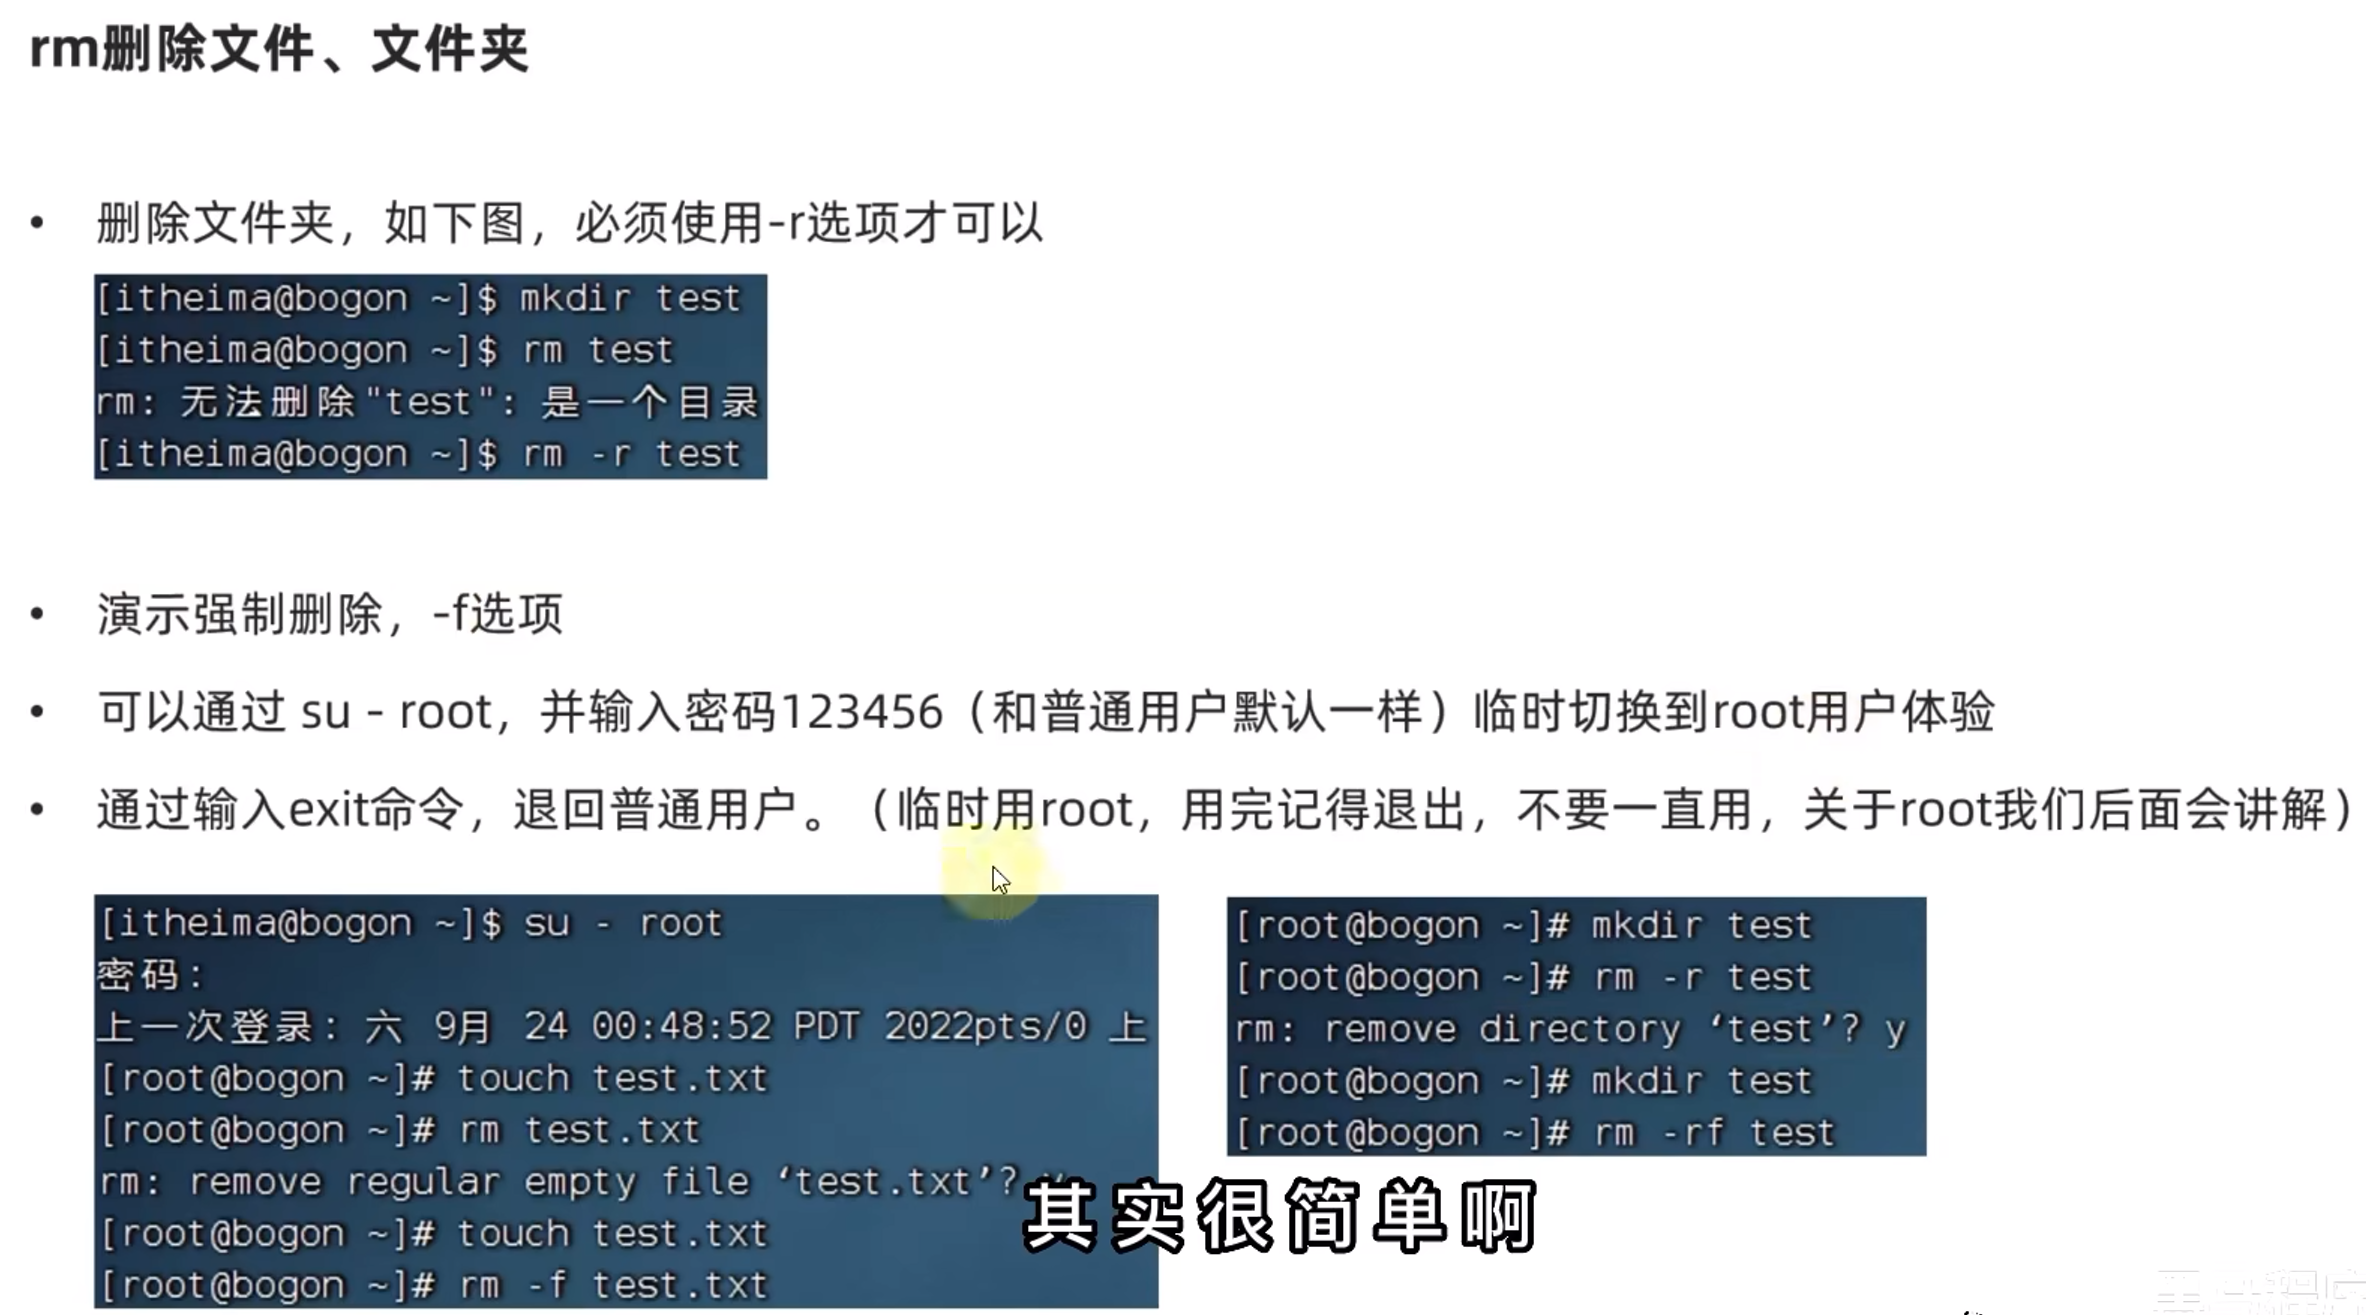 rm删除文件、文件夹
• 删除文件夹，如下图，必须使用-r选项才可以
[itheima@bogon ~]$ mkdir test
[itheima@bogon ~]$ rm test
rm: 无法删除"test": 是一个目录
[itheima@bogon ~]$ rm -r test
• 演示强制删除，-f选项
• 可以通过 su - root，并输入密码123456（和普通用户默认一样）临时切换到root用户体验
• 通过输入exit命令，退回普通用户。（临时用root，用完记得退出，不要一直用，关于root我们后面会讲解）
[itheima@bogon ~]$ su - root
密码：
上一次登录：六 9月 24 00:48:52 PDT 2022pts/0 上
[root@bogon ~]# touch test.txt
[root@bogon ~]# rm test.txt
rm: remove regular empty file ‘test.txt’?
[root@bogon ~]# touch test.txt
[root@bogon ~]# rm -f test.txt
[root@bogon ~]# mkdir test
[root@bogon ~]# rm -r test
rm: remove directory ‘test’? y
[root@bogon ~]# mkdir test
[root@bogon ~]# rm -rf test
其实很简单啊